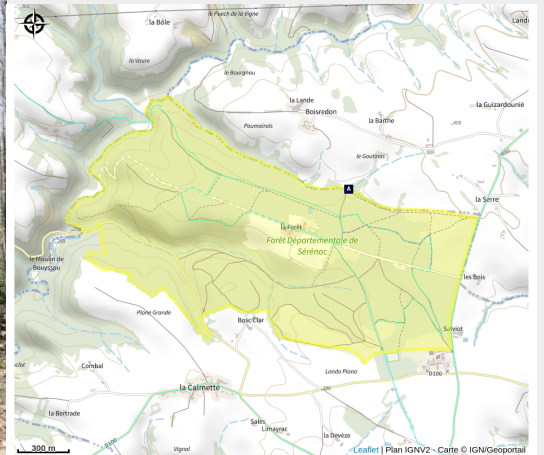 le Puech de la Vigne
la Bôle
la Vaure
le Bourgnou
la Lande
Boisredon
la Barthe
la Guizardounié
Poumairols
le Goutinas
A
la Serre
la Forêt
Forêt Départementale de
Sérénac
le Moulin de
Bouyssou
les Bois
Plane Grande
Bosc Clar
Salviot
D100
Combal
Londo Plano
la Calmette
la Bertrade
Sales
Limayrac
la Devèze
D100
Vignal
300 m
Leaflet | Plan IGNV2 - Carte © IGN/Geoportail